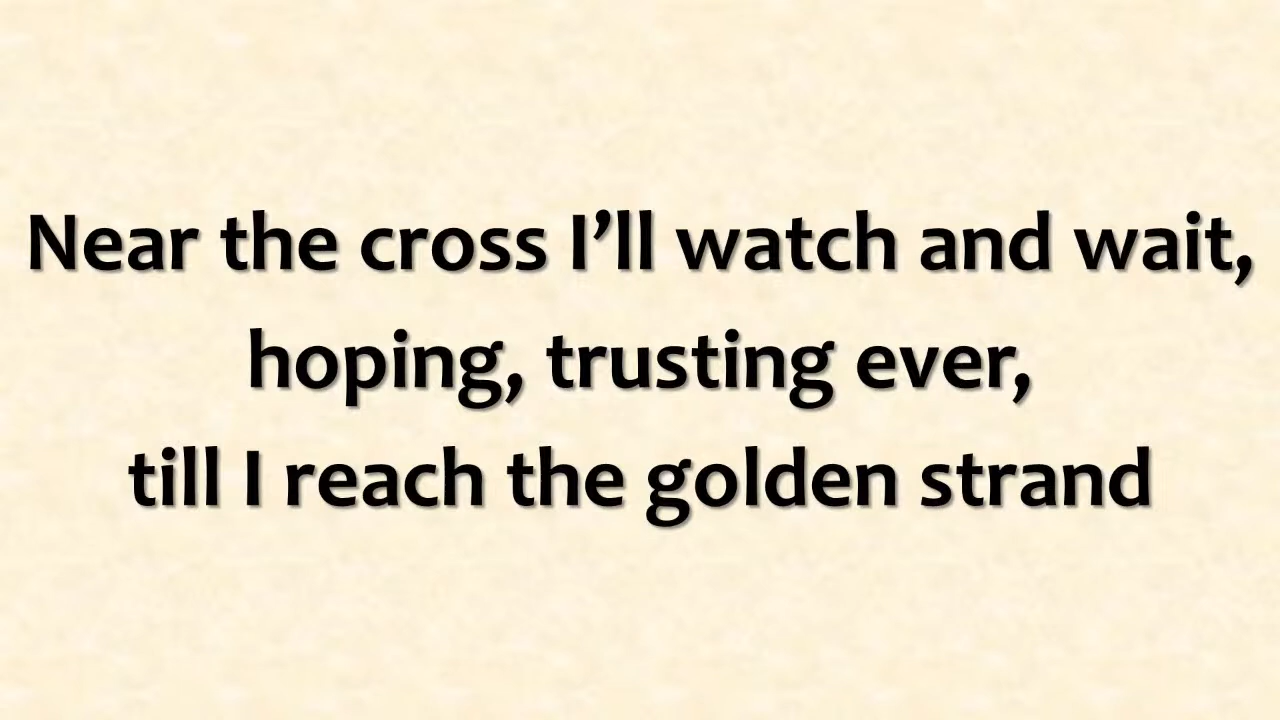 Near the cross I’ll watch and wait,
hoping, trusting ever,
till I reach the golden strand